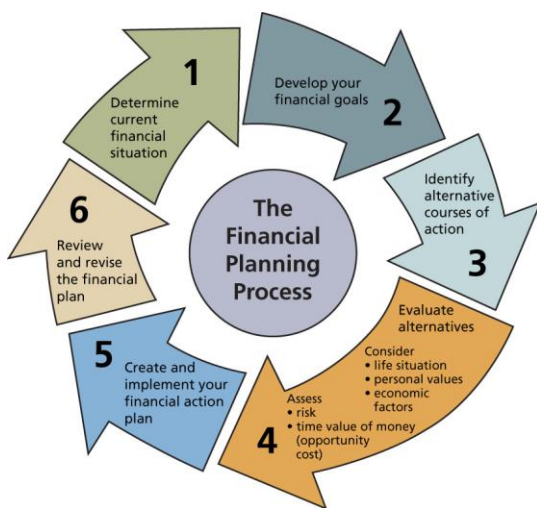 The
Financial
Planning
Process
1
Determine
current
financial
situation
2
Develop your
financial goals
3
Identify
alternative
courses of
action
4
Evaluate
alternatives
Consider
• life situation
• personal values
• economic
factors
Assess
• risk
• time value of money
(opportunity
cost)
5
Create and
implement your
financial action
plan
6
Review
and revise
the financial
plan